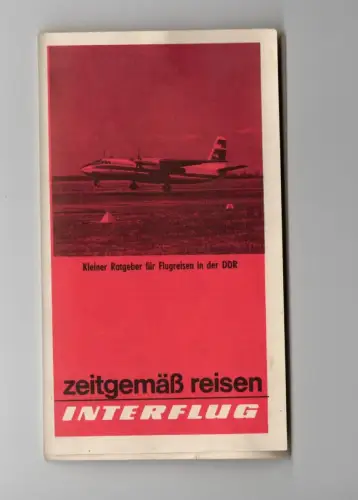 Kleiner Ratgeber für Flugreisen in der DDR
zeitgemäß reisen
INTERFLUG